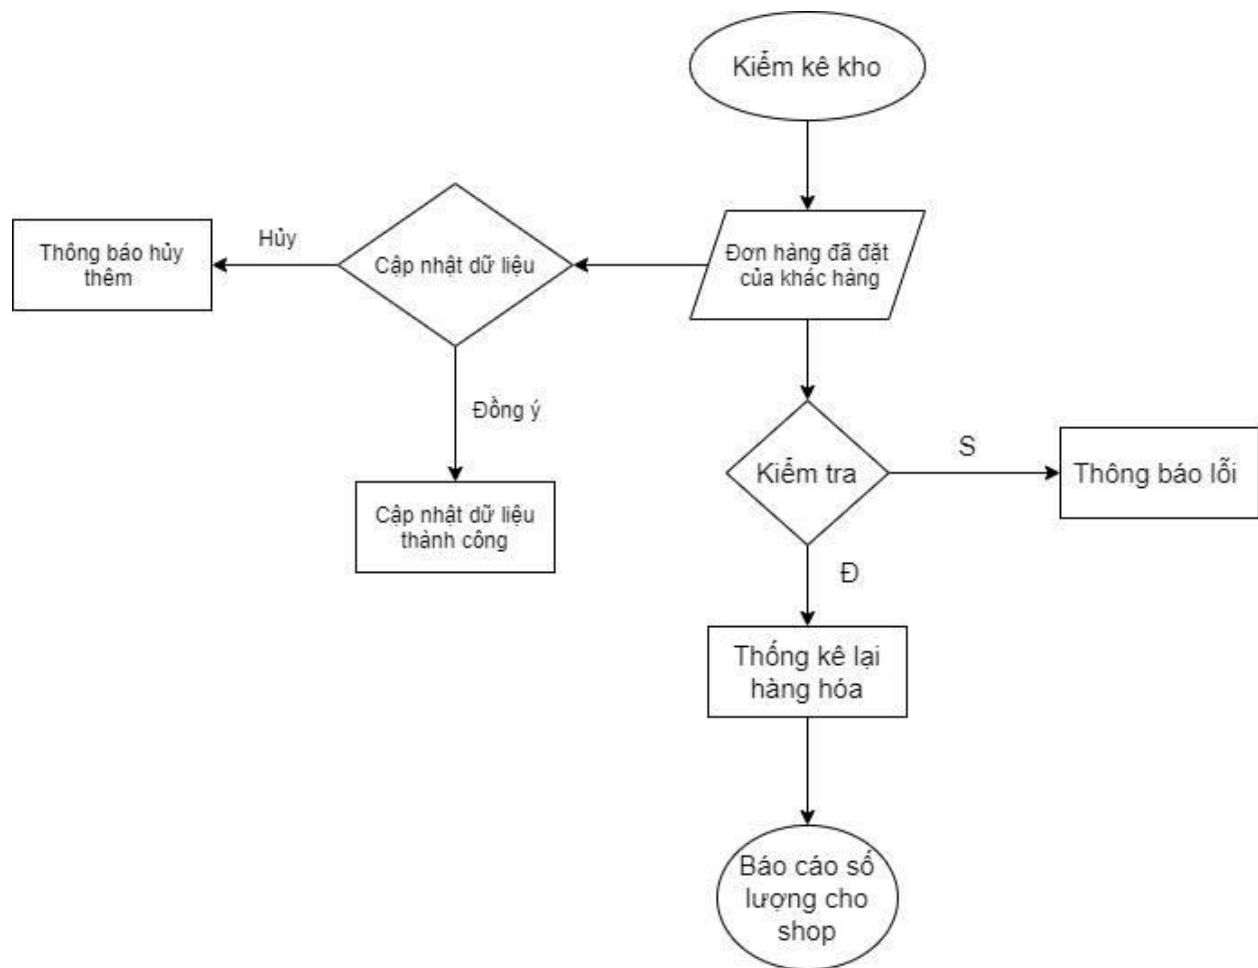 Kiểm kê kho
Đơn hàng đã đặt
của khác hàng
Cập nhật dữ liệu
Hủy
Thông báo hủy
thêm
Đồng ý
Cập nhật dữ liệu
thành công
Kiểm tra
S
Thông báo lỗi
Đ
Thống kê lại
hàng hóa
Báo cáo số
lượng cho
shop